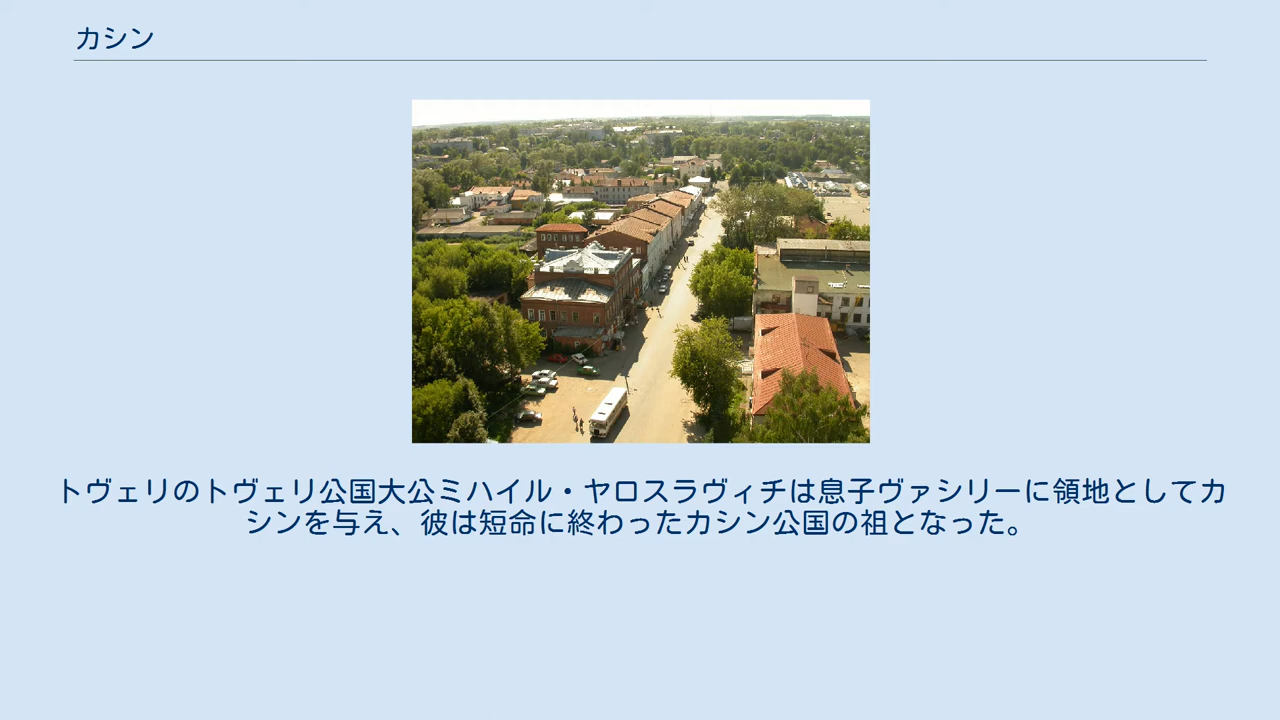 カシン
トヴェリのトヴェリ公国大公ミハイル・ヤロスラヴィチは息子ヴァシリーに領地としてカ
シンを与え、彼は短命に終わったカシン公国の祖となった。